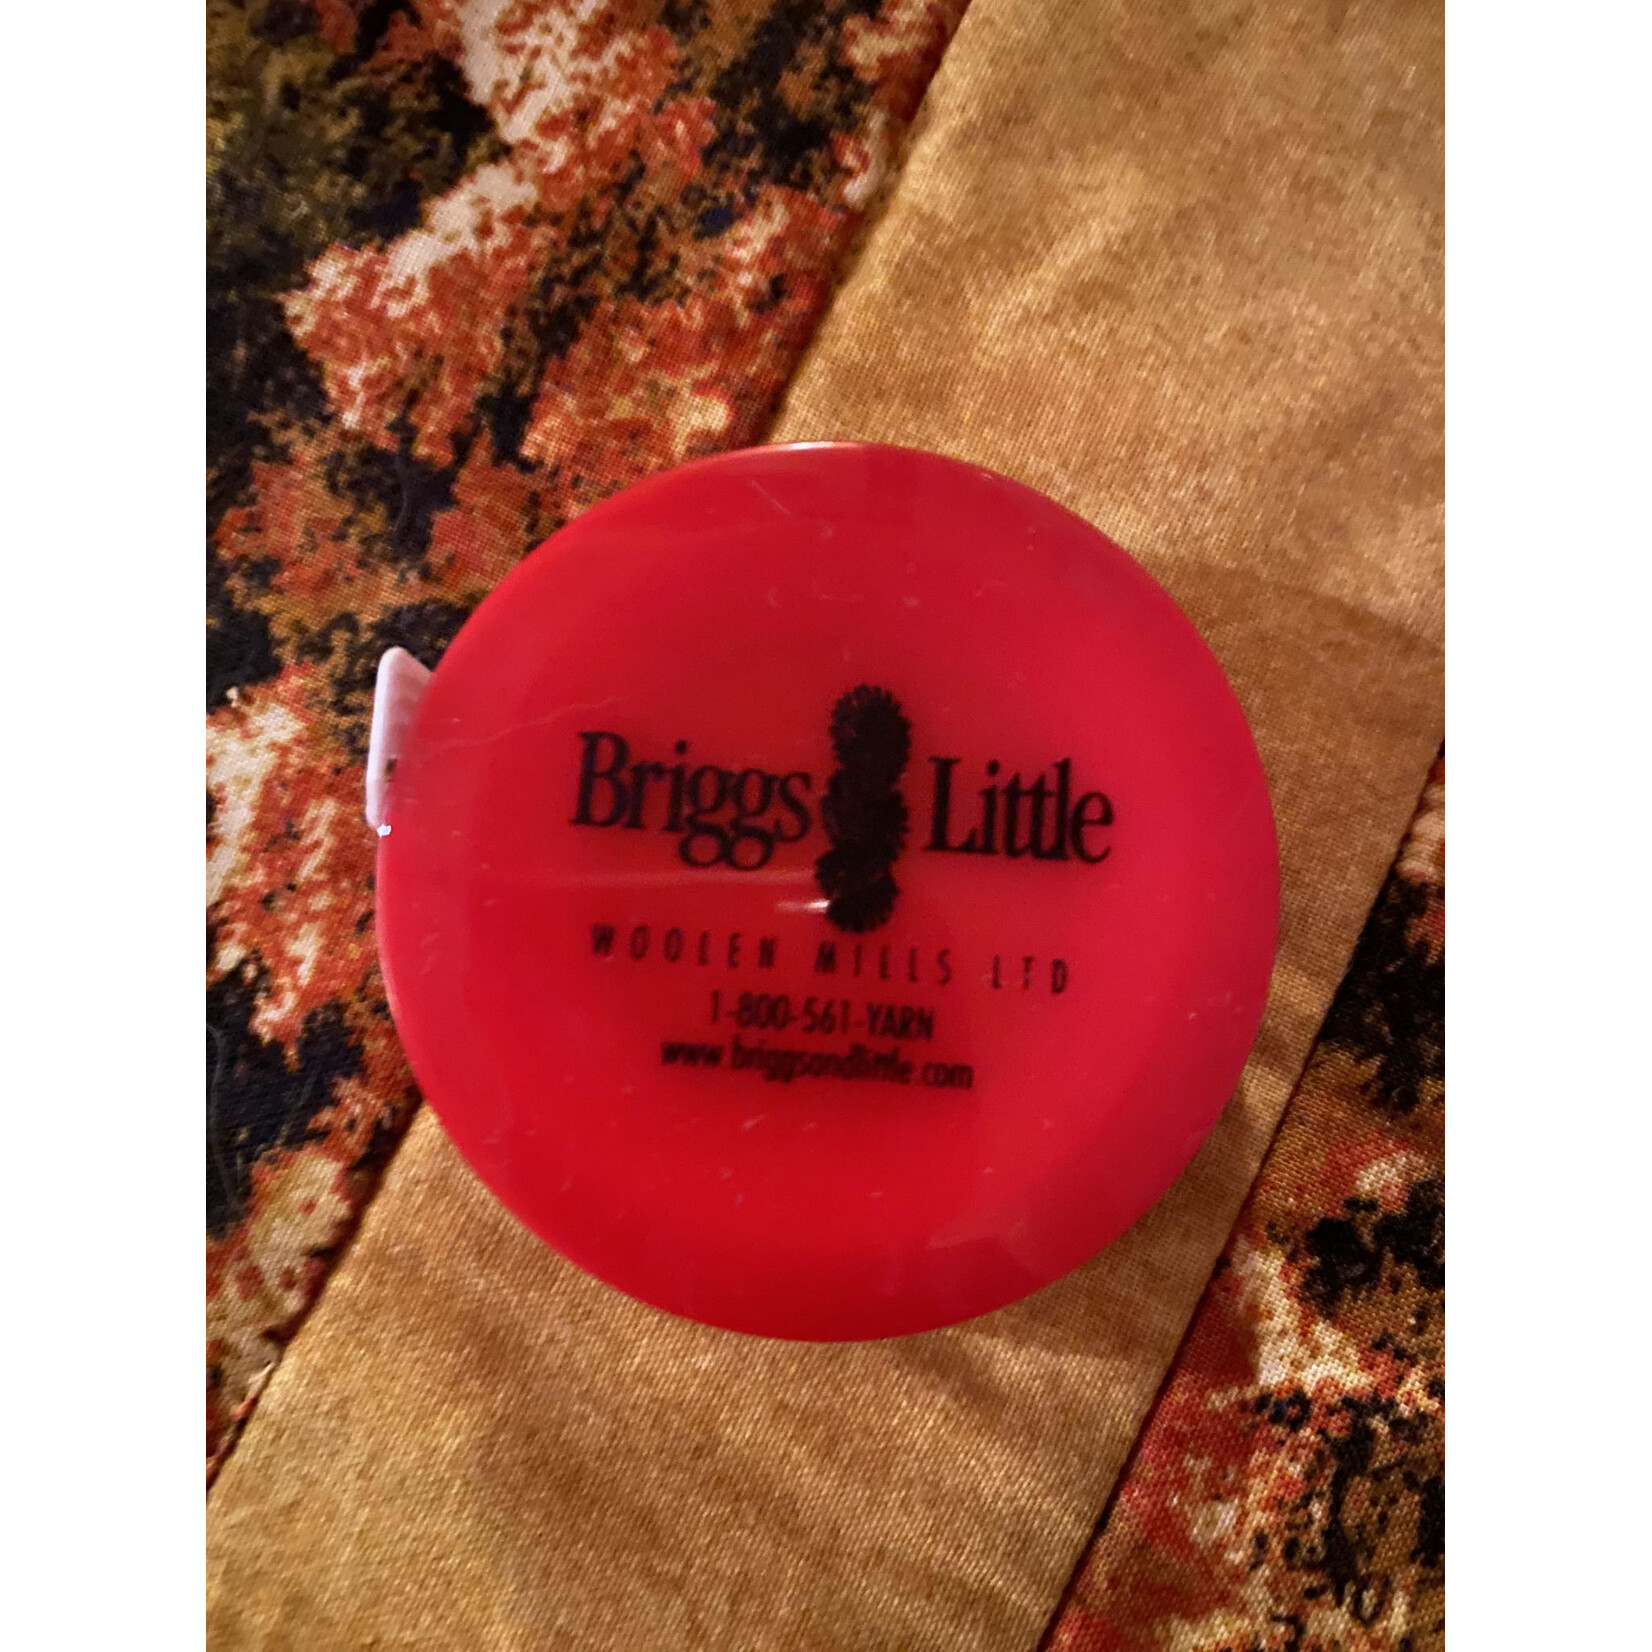 Briggs Little
WOOLEN MILLS LTD
1-800-561-YARN
www.briggsandlittle.com